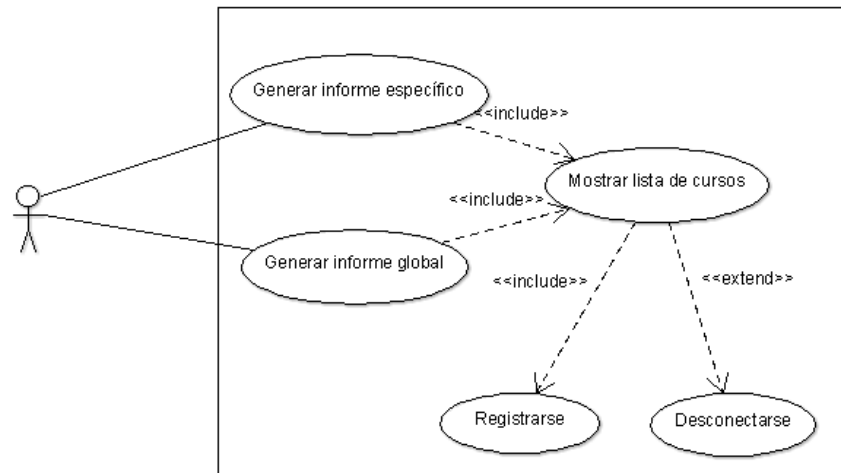 Generar informe específico
<<include>>
Mostrar lista de cursos
<<include>>
Generar informe global
<<include>>
<<extend>>
Registrarse
Desconectarse